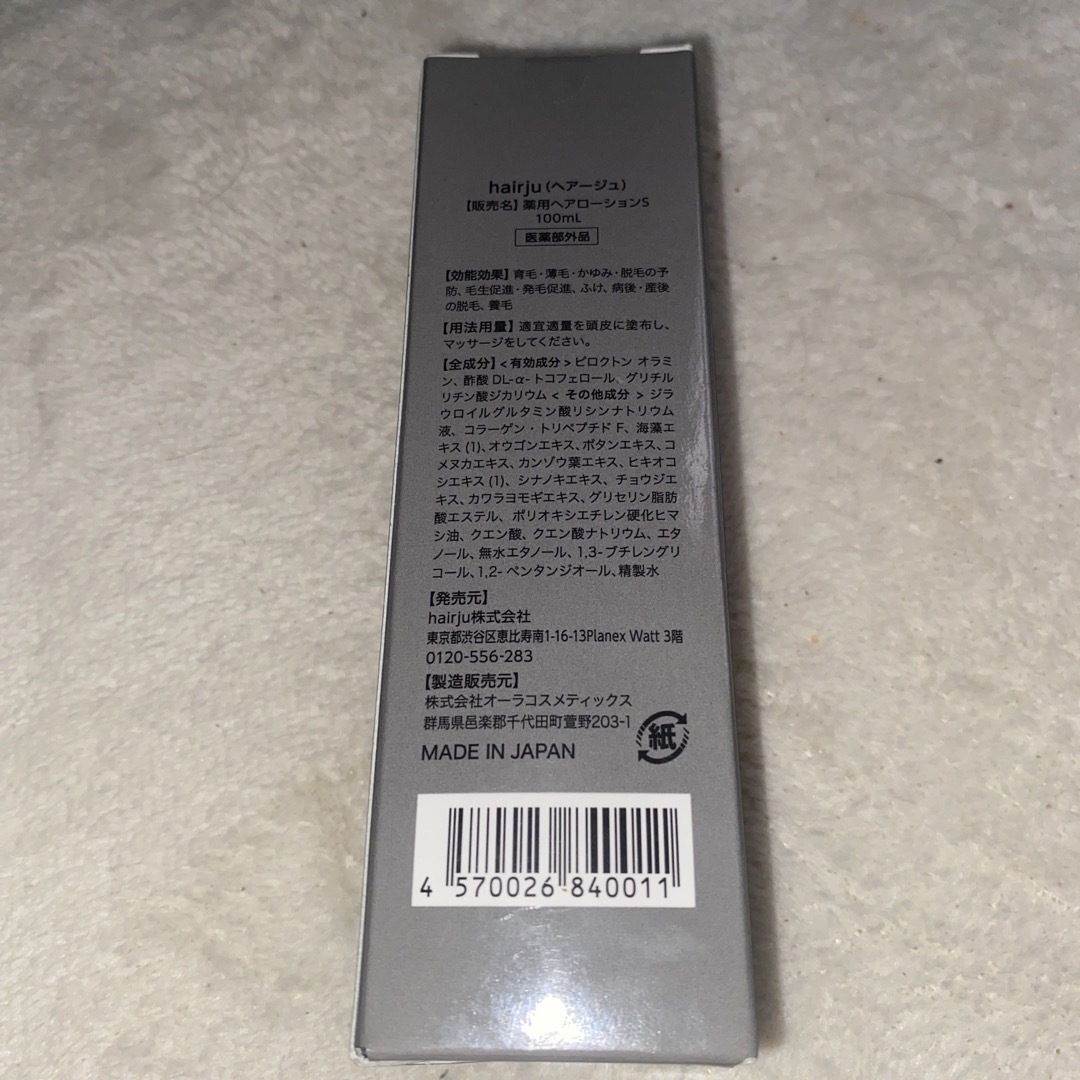 hairju(ヘアージュ)
【販売名】薬用ヘアローションS
100mL
医薬部外品
【効能効果】育毛・薄毛・かゆみ・脱毛の予
防、毛生促進・発毛促進、ふけ、病後・産後
の脱毛、養毛
【用法用量】適宜適量を頭皮に塗布し、
マッサージをしてください。
【全成分】<有効成分>ピロクトン オラミ
ン、酢酸DL-α-トコフェロール、グリチル
リチン酸ジカリウム< その他成分 >ジラ
ウロイルグルタミン酸リシンナトリウム
液、コラーゲン・トリペプチド F、海藻エ
キス(1)、オウゴンエキス、ボタンエキス、コ
メヌカエキス、カンゾウ葉エキス、ヒキオコ
シエキス(1)、シナノキエキス、チョウジエ
キス、カワラヨモギエキス、グリセリン脂肪
酸エステル、ポリオキシエチレン硬化ヒマ
シ油、クエン酸、クエン酸ナトリウム、エタ
ノール、無水エタノール、1,3-ブチレングリ
コール、1,2-ペンタンジオール、精製水
【発売元】
hairju株式会社
東京都渋谷区恵比寿南1-16-13Planex Watt 3階
0120-556-283
【製造販売元】
株式会社オーラコスメティックス
群馬県邑楽郡千代田町萱野203-1
紙
MADE IN JAPAN
4 570026 840011